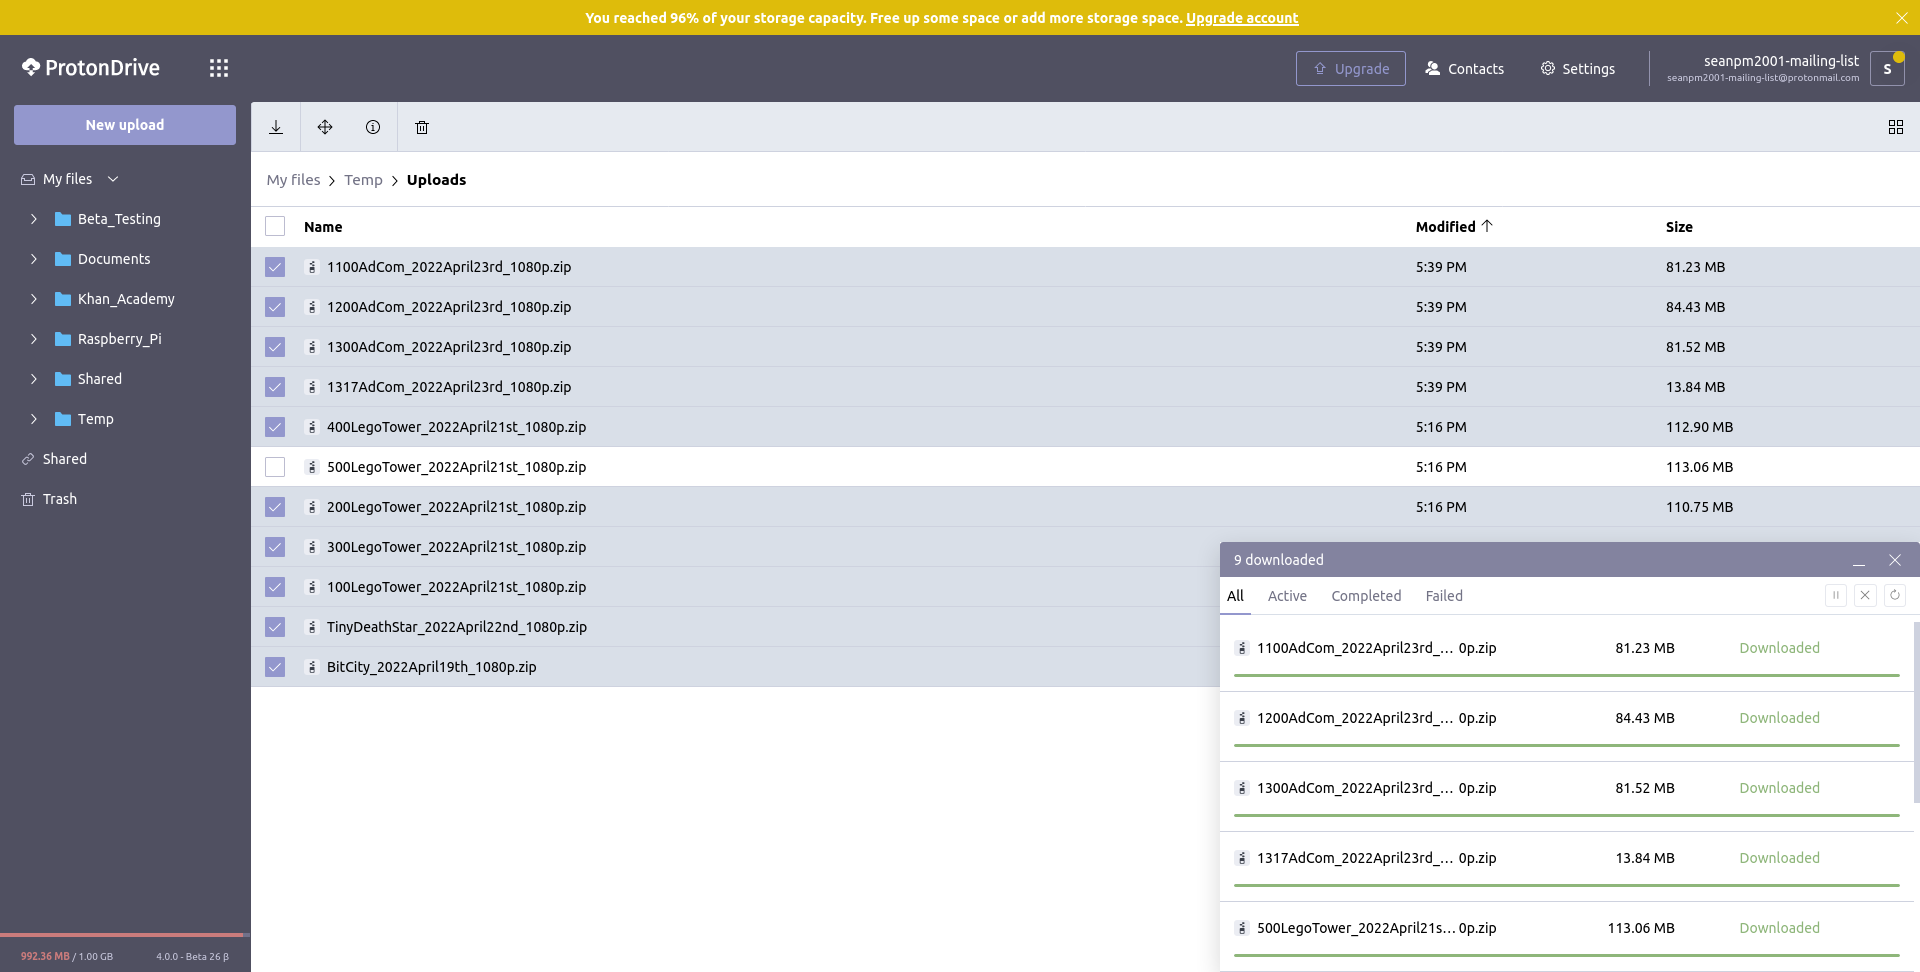 You reached 96% of your storage capacity. Free up some space or add more storage space. Upgrade account
ProtonDrive
Upgrade
Contacts
Settings
seanpm2001-mailing-list
seanpm2001-mailing-list@protonmail.com
S
New upload
My files
Beta_Testing
Documents
Khan_Academy
Raspberry_Pi
Shared
Temp
Shared
Trash
992.36 MB / 1.00 GB
4.0.0 - Beta 26 β
My files > Temp > Uploads
Name Modified Size
1100AdCom_2022April23rd_1080p.zip 5:39 PM 81.23 MB
1200AdCom_2022April23rd_1080p.zip 5:39 PM 84.43 MB
1300AdCom_2022April23rd_1080p.zip 5:39 PM 81.52 MB
1317AdCom_2022April23rd_1080p.zip 5:39 PM 13.84 MB
400LegoTower_2022April21st_1080p.zip 5:16 PM 112.90 MB
500LegoTower_2022April21st_1080p.zip 5:16 PM 113.06 MB
200LegoTower_2022April21st_1080p.zip 5:16 PM 110.75 MB
300LegoTower_2022April21st_1080p.zip
100LegoTower_2022April21st_1080p.zip
TinyDeathStar_2022April22nd_1080p.zip
BitCity_2022April19th_1080p.zip
9 downloaded
All Active Completed Failed
1100AdCom_2022April23rd_... 0p.zip 81.23 MB Downloaded
1200AdCom_2022April23rd_... 0p.zip 84.43 MB Downloaded
1300AdCom_2022April23rd_... 0p.zip 81.52 MB Downloaded
1317AdCom_2022April23rd_... 0p.zip 13.84 MB Downloaded
500LegoTower_2022April21s... 0p.zip 113.06 MB Downloaded